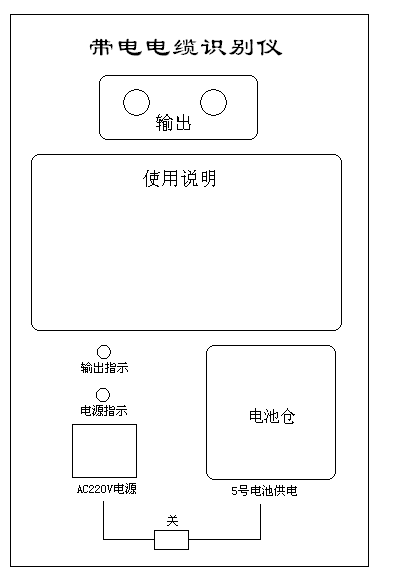 带电电缆识别仪
输出
使用说明
输出指示
电源指示
电池仓
AC220V电源
5号电池供电
关